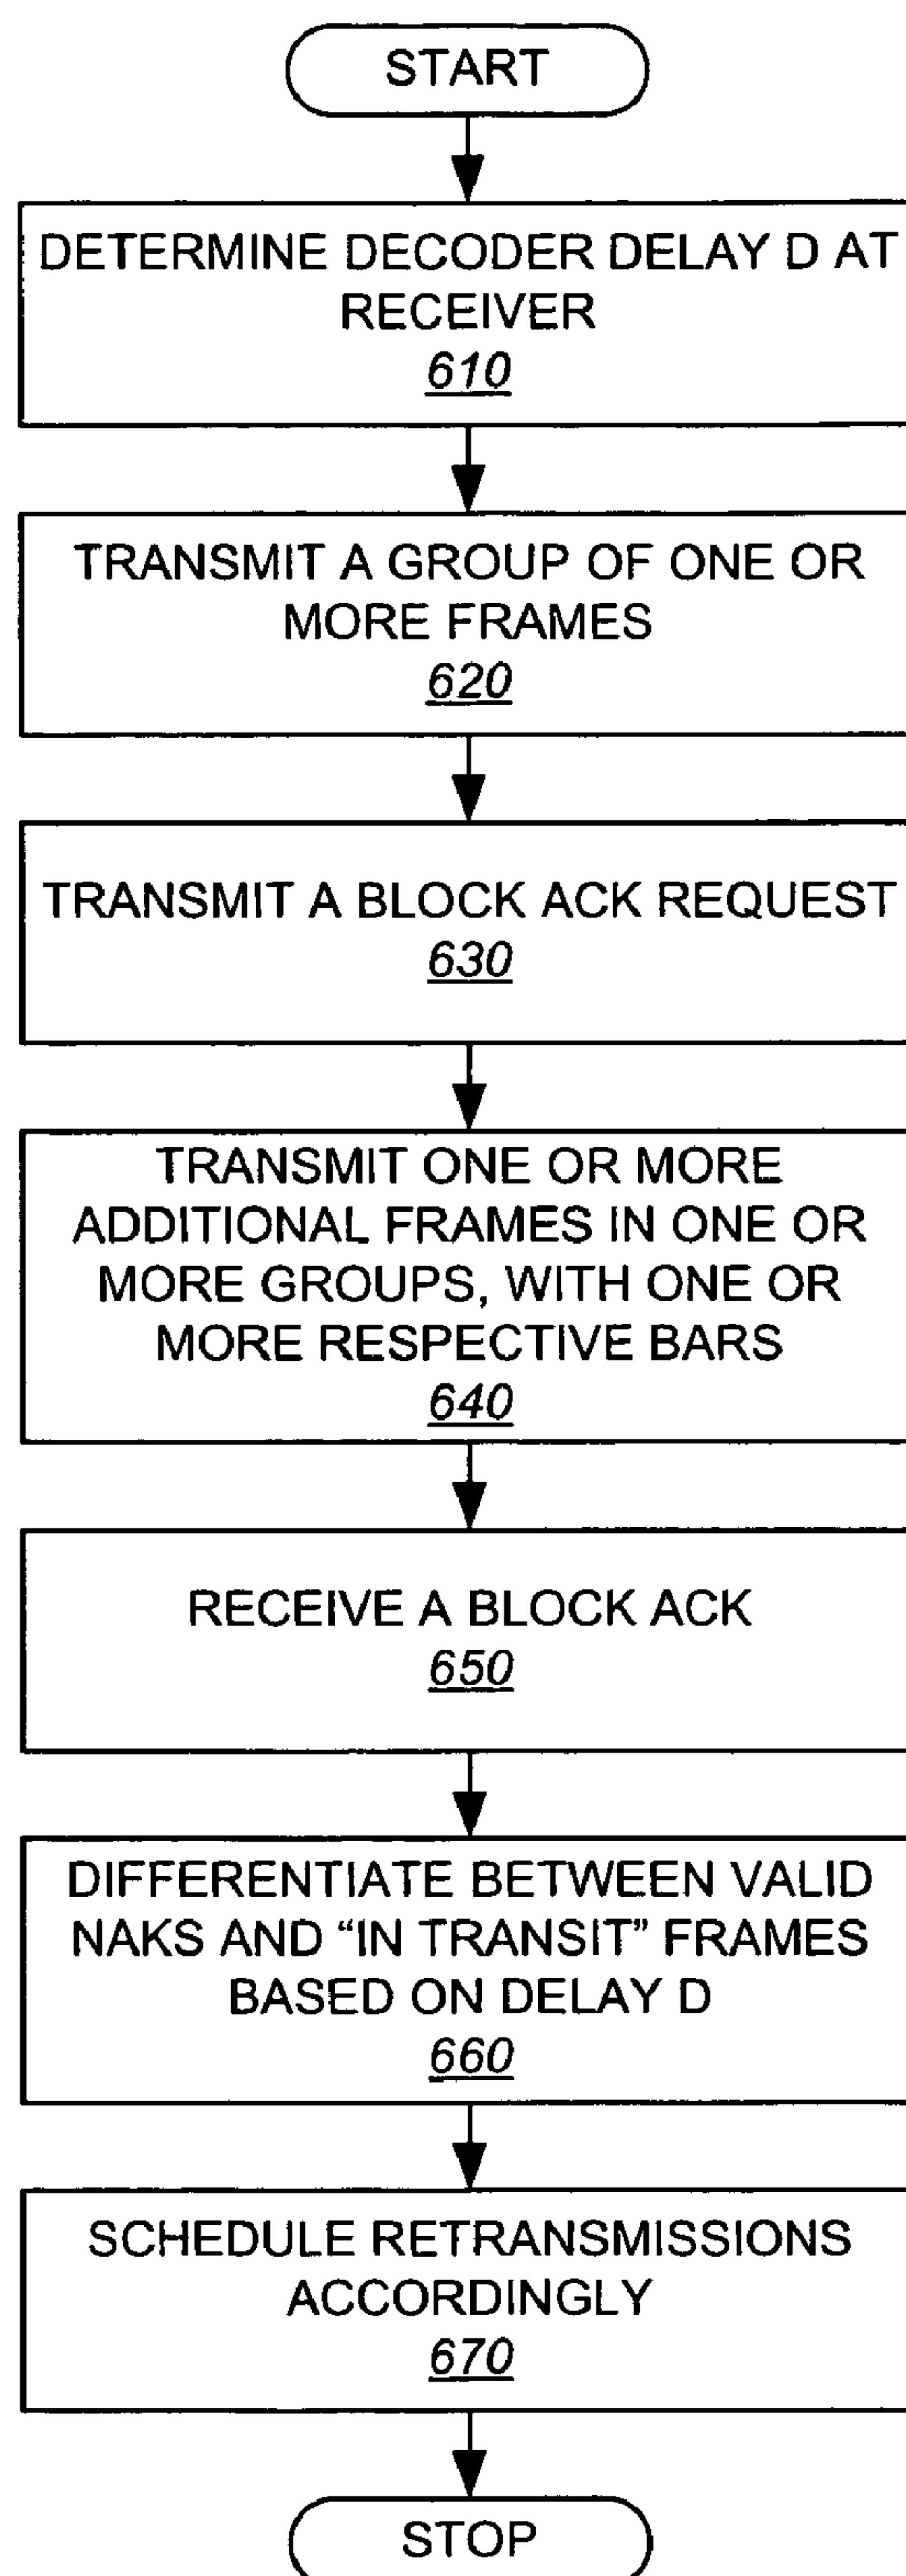 START
DETERMINE DECODER DELAY D AT
RECEIVER
610
TRANSMIT A GROUP OF ONE OR
MORE FRAMES
620
TRANSMIT A BLOCK ACK REQUEST
630
TRANSMIT ONE OR MORE
ADDITIONAL FRAMES IN ONE OR
MORE GROUPS, WITH ONE OR
MORE RESPECTIVE BARS
640
RECEIVE A BLOCK ACK
650
DIFFERENTIATE BETWEEN VALID
NAKS AND “IN TRANSIT” FRAMES
BASED ON DELAY D
660
SCHEDULE RETRANSMISSIONS
ACCORDINGLY
670
STOP